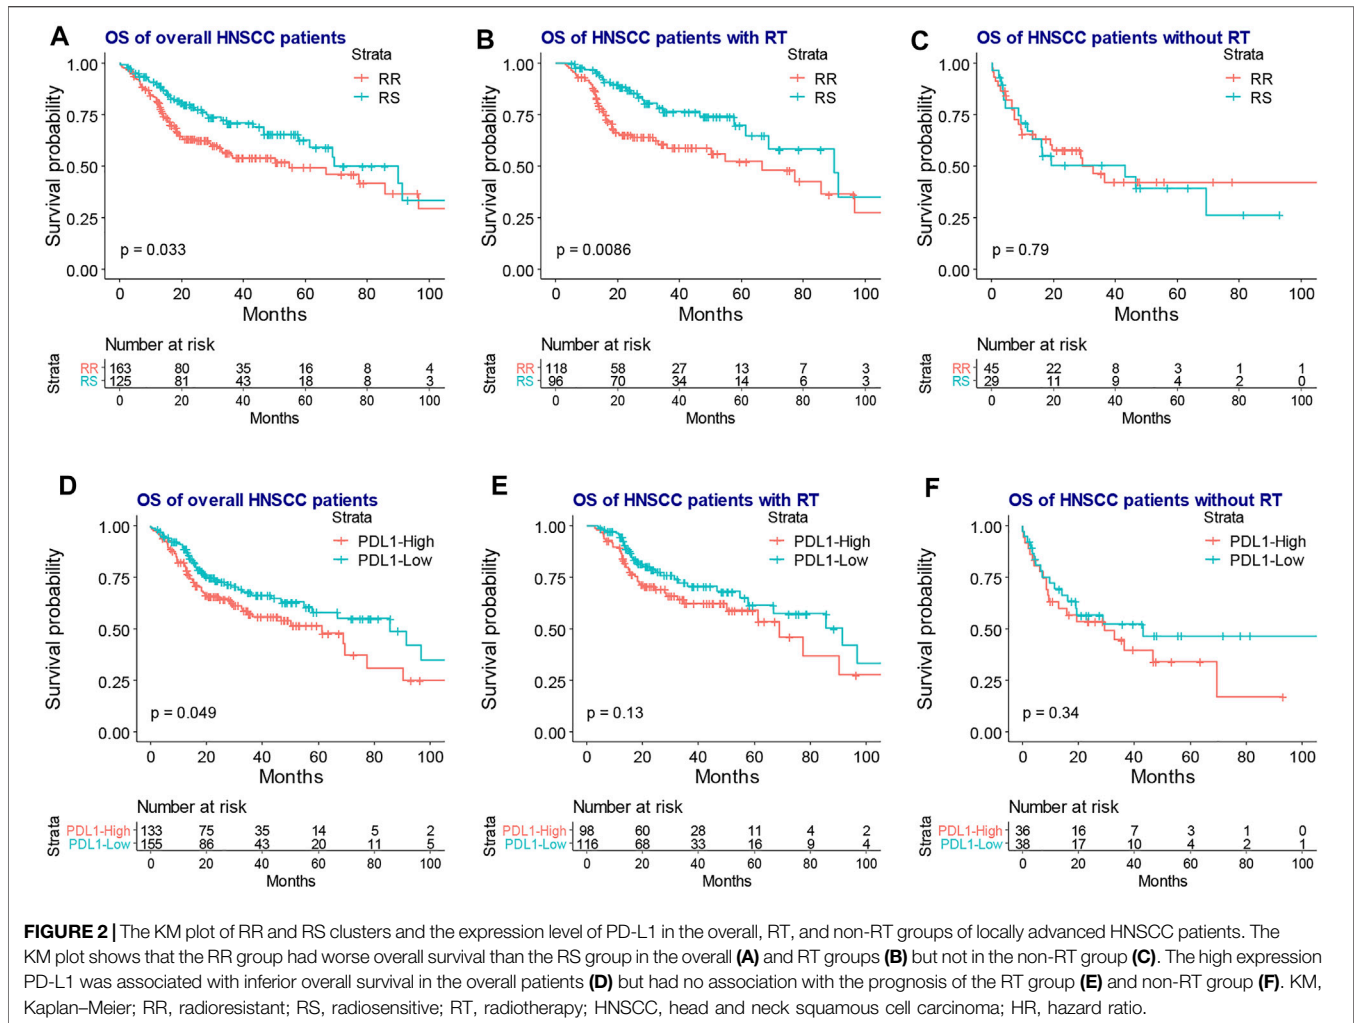 A
OS of overall HNSCC patients
Strata
RR
RS
1.00
0.75
0.50
0.25
0.00
Survival probability
p = 0.033
0 20 40 60 80 100
Months
Number at risk
Strata
RR 163 80 35 16 8 4
RS 125 81 43 18 8 3
0 20 40 60 80 100
Months
B
OS of HNSCC patients with RT
Strata
RR
RS
1.00
0.75
0.50
0.25
0.00
Survival probability
p = 0.0086
0 20 40 60 80 100
Months
Number at risk
Strata
RR 118 58 27 13 7 3
RS 96 70 34 14 6 3
0 20 40 60 80 100
Months
C
OS of HNSCC patients without RT
Strata
RR
RS
1.00
0.75
0.50
0.25
0.00
Survival probability
p = 0.79
0 20 40 60 80 100
Months
Number at risk
Strata
RR 45 22 8 3 1 1
RS 29 11 9 4 2 0
0 20 40 60 80 100
Months
D
OS of overall HNSCC patients
Strata
PDL1-High
PDL1-Low
1.00
0.75
0.50
0.25
0.00
Survival probability
p = 0.049
0 20 40 60 80 100
Months
Number at risk
Strata
PDL1-High 133 75 35 14 5 2
PDL1-Low 155 86 43 20 11 5
0 20 40 60 80 100
Months
E
OS of HNSCC patients with RT
Strata
PDL1-High
PDL1-Low
1.00
0.75
0.50
0.25
0.00
Survival probability
p = 0.13
0 20 40 60 80 100
Months
Number at risk
Strata
PDL1-High 98 60 28 11 4 2
PDL1-Low 116 68 33 16 9 4
0 20 40 60 80 100
Months
F
OS of HNSCC patients without RT
Strata
PDL1-High
PDL1-Low
1.00
0.75
0.50
0.25
0.00
Survival probability
p = 0.34
0 20 40 60 80 100
Months
Number at risk
Strata
PDL1-High 36 16 7 3 1 0
PDL1-Low 38 17 10 4 2 1
0 20 40 60 80 100
Months
FIGURE 2 | The KM plot of RR and RS clusters and the expression level of PD-L1 in the overall, RT, and non-RT groups of locally advanced HNSCC patients. The
KM plot shows that the RR group had worse overall survival than the RS group in the overall (A) and RT groups (B) but not in the non-RT group (C). The high expression
PD-L1 was associated with inferior overall survival in the overall patients (D) but had no association with the prognosis of the RT group (E) and non-RT group (F). KM,
Kaplan–Meier; RR, radioresistant; RS, radiosensitive; RT, radiotherapy; HNSCC, head and neck squamous cell carcinoma; HR, hazard ratio.